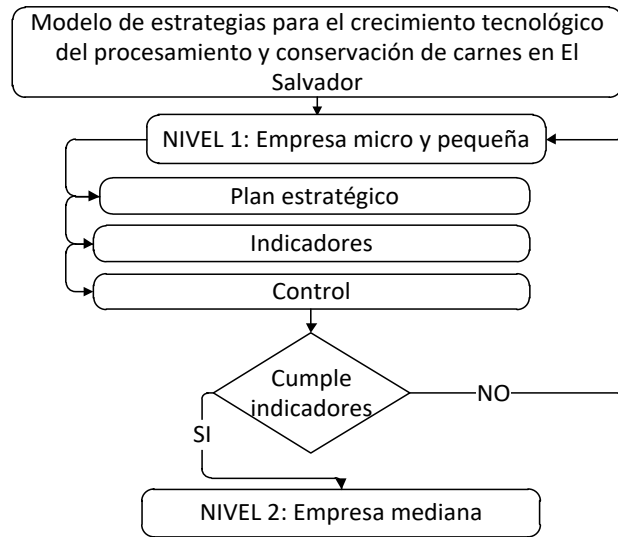 Modelo de estrategias para el crecimiento tecnológico
del procesamiento y conservación de carnes en El
Salvador
NIVEL 1: Empresa micro y pequeña
Plan estratégico
Indicadores
Control
Cumple
indicadores
NO
SI
NIVEL 2: Empresa mediana